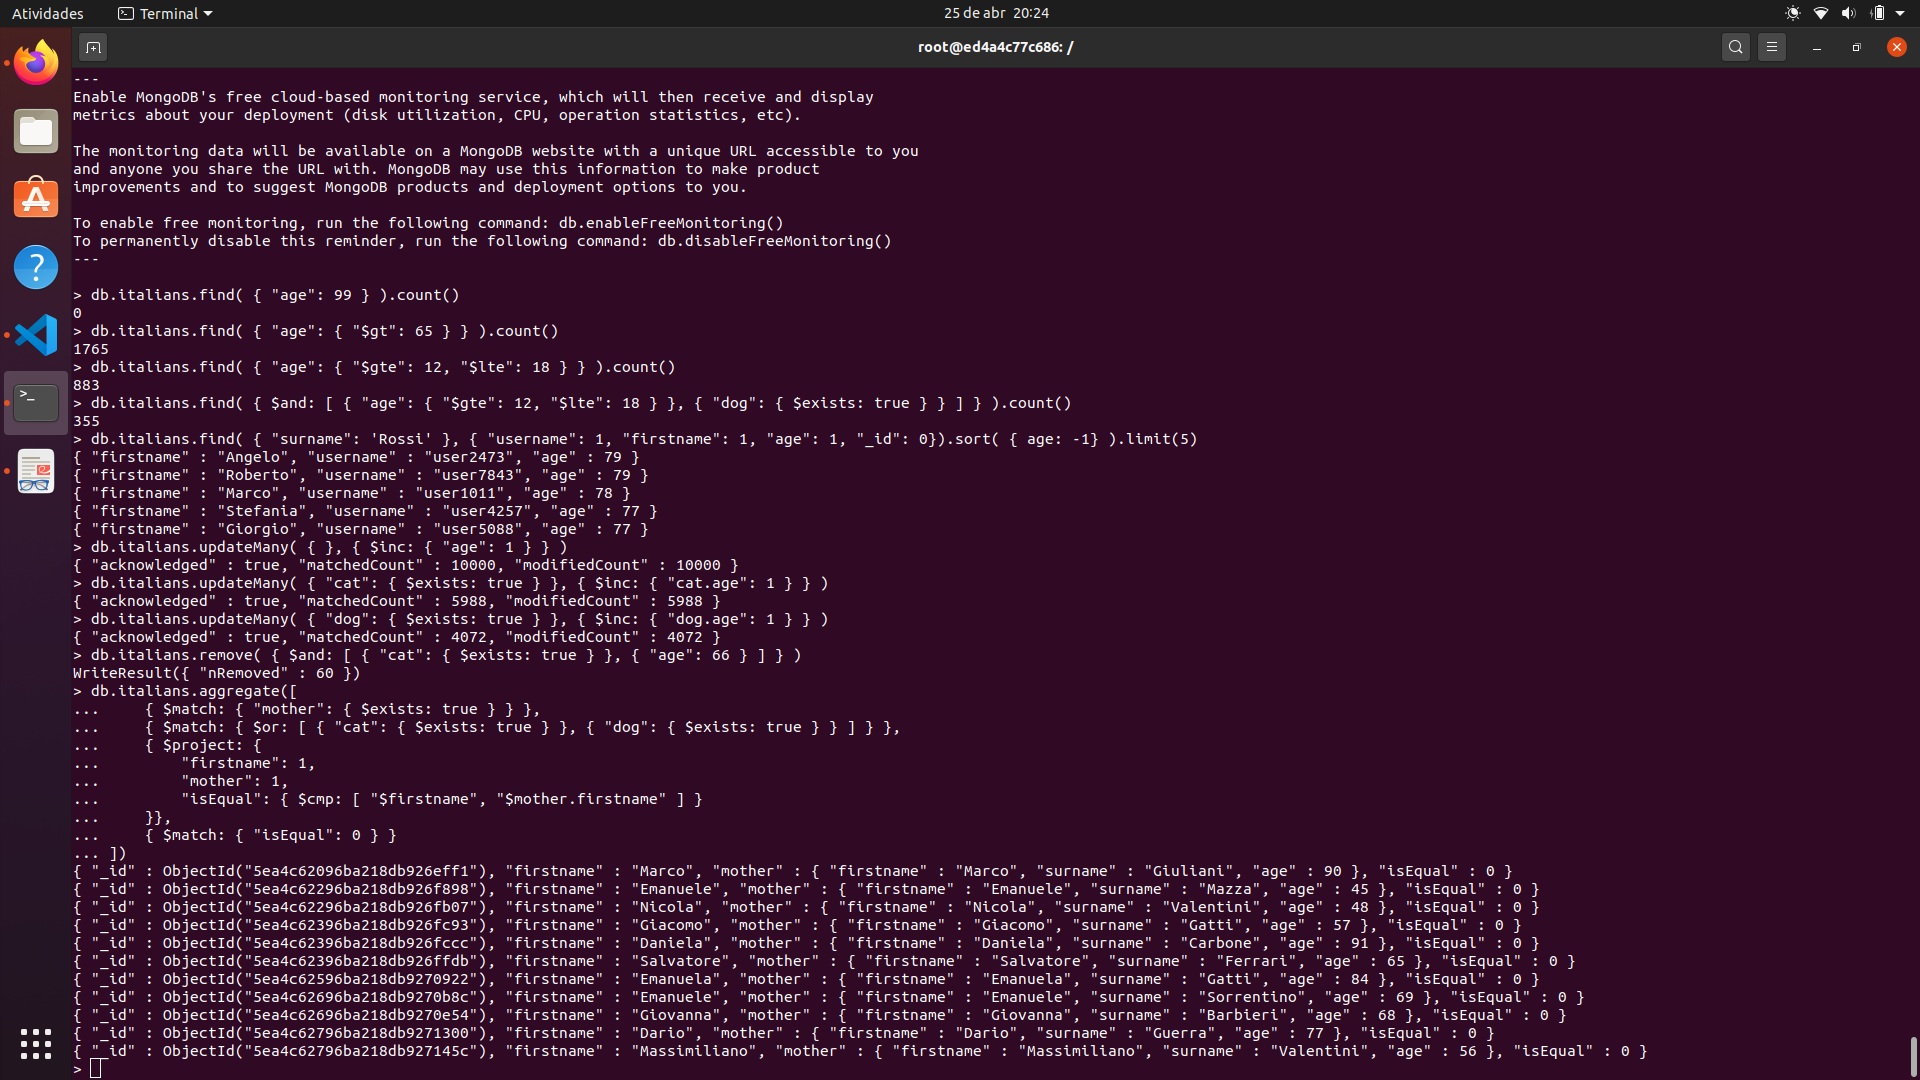 Atividades Terminal 25 de abr 20:24
root@ed4a4c77c686: /
---
Enable MongoDB's free cloud-based monitoring service, which will then receive and display
metrics about your deployment (disk utilization, CPU, operation statistics, etc).
The monitoring data will be available on a MongoDB website with a unique URL accessible to you
and anyone you share the URL with. MongoDB may use this information to make product
improvements and to suggest MongoDB products and deployment options to you.
To enable free monitoring, run the following command: db.enableFreeMonitoring()
To permanently disable this reminder, run the following command: db.disableFreeMonitoring()
---
> db.italians.find( { "age": 99 } ).count()
0
> db.italians.find( { "age": { "$gt": 65 } } ).count()
1765
> db.italians.find( { "age": { "$gte": 12, "$lte": 18 } } ).count()
883
> db.italians.find( { $and: [ { "age": { "$gte": 12, "$lte": 18 } }, { "dog": { $exists: true } } ] } ).count()
355
> db.italians.find( { "surname": 'Rossi' }, { "username": 1, "firstname": 1, "age": 1, "_id": 0}).sort( { age: -1} ).limit(5)
{ "firstname" : "Angelo", "username" : "user2473", "age" : 79 }
{ "firstname" : "Roberto", "username" : "user7843", "age" : 79 }
{ "firstname" : "Marco", "username" : "user1011", "age" : 78 }
{ "firstname" : "Stefania", "username" : "user4257", "age" : 77 }
{ "firstname" : "Giorgio", "username" : "user5088", "age" : 77 }
> db.italians.updateMany( { }, { $inc: { "age": 1 } } )
{ "acknowledged" : true, "matchedCount" : 10000, "modifiedCount" : 10000 }
> db.italians.updateMany( { "cat": { $exists: true } }, { $inc: { "cat.age": 1 } } )
{ "acknowledged" : true, "matchedCount" : 5988, "modifiedCount" : 5988 }
> db.italians.updateMany( { "dog": { $exists: true } }, { $inc: { "dog.age": 1 } } )
{ "acknowledged" : true, "matchedCount" : 4072, "modifiedCount" : 4072 }
> db.italians.remove( { $and: [ { "cat": { $exists: true } }, { "age": 66 } ] } )
WriteResult({ "nRemoved" : 60 })
> db.italians.aggregate([
...     { $match: { "mother": { $exists: true } } },
...     { $match: { $or: [ { "cat": { $exists: true } }, { "dog": { $exists: true } } ] } },
...     { $project: {
...         "firstname": 1,
...         "mother": 1,
...         "isEqual": { $cmp: [ "$firstname", "$mother.firstname" ] }
...     }},
...     { $match: { "isEqual": 0 } }
... ])
{ "_id" : ObjectId("5ea4c62096ba218db926eff1"), "firstname" : "Marco", "mother" : { "firstname" : "Marco", "surname" : "Giuliani", "age" : 90 }, "isEqual" : 0 }
{ "_id" : ObjectId("5ea4c62296ba218db926f898"), "firstname" : "Emanuele", "mother" : { "firstname" : "Emanuele", "surname" : "Mazza", "age" : 45 }, "isEqual" : 0 }
{ "_id" : ObjectId("5ea4c62296ba218db926fb07"), "firstname" : "Nicola", "mother" : { "firstname" : "Nicola", "surname" : "Valentini", "age" : 48 }, "isEqual" : 0 }
{ "_id" : ObjectId("5ea4c62396ba218db926fc93"), "firstname" : "Giacomo", "mother" : { "firstname" : "Giacomo", "surname" : "Gatti", "age" : 57 }, "isEqual" : 0 }
{ "_id" : ObjectId("5ea4c62396ba218db926fccc"), "firstname" : "Daniela", "mother" : { "firstname" : "Daniela", "surname" : "Carbone", "age" : 91 }, "isEqual" : 0 }
{ "_id" : ObjectId("5ea4c62396ba218db926ffdb"), "firstname" : "Salvatore", "mother" : { "firstname" : "Salvatore", "surname" : "Ferrari", "age" : 65 }, "isEqual" : 0 }
{ "_id" : ObjectId("5ea4c62596ba218db9270922"), "firstname" : "Emanuela", "mother" : { "firstname" : "Emanuela", "surname" : "Gatti", "age" : 84 }, "isEqual" : 0 }
{ "_id" : ObjectId("5ea4c62696ba218db9270b8c"), "firstname" : "Emanuele", "mother" : { "firstname" : "Emanuele", "surname" : "Sorrentino", "age" : 69 }, "isEqual" : 0 }
{ "_id" : ObjectId("5ea4c62696ba218db9270e54"), "firstname" : "Giovanna", "mother" : { "firstname" : "Giovanna", "surname" : "Barbieri", "age" : 68 }, "isEqual" : 0 }
{ "_id" : ObjectId("5ea4c62796ba218db9271300"), "firstname" : "Dario", "mother" : { "firstname" : "Dario", "surname" : "Guerra", "age" : 77 }, "isEqual" : 0 }
{ "_id" : ObjectId("5ea4c62796ba218db927145c"), "firstname" : "Massimiliano", "mother" : { "firstname" : "Massimiliano", "surname" : "Valentini", "age" : 56 }, "isEqual" : 0 }
>